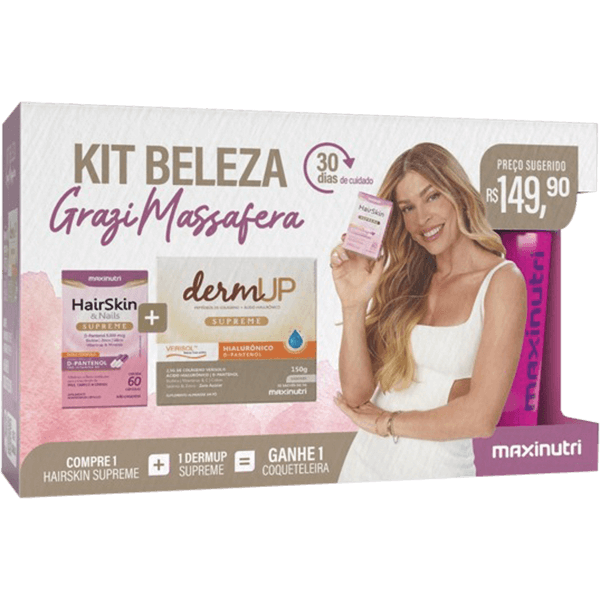 KIT BELEZA
Grazi Massafera
30
dias de cuidado
PREÇO SUGERIDO
R$149,90
maxinutri
HairSkin
& Nails
SUPREME
D-PANTENOL
60
+
dermUP
SUPREME
VERISOL
HIALURÔNICO
D-PANTENOL
150g
maxinutri
HairSkin
maxinutri
COMPRE 1
HAIRSKIN SUPREME
+
1 DERMUP
SUPREME
=
GANHE 1
COQUETELEIRA
maxinutri